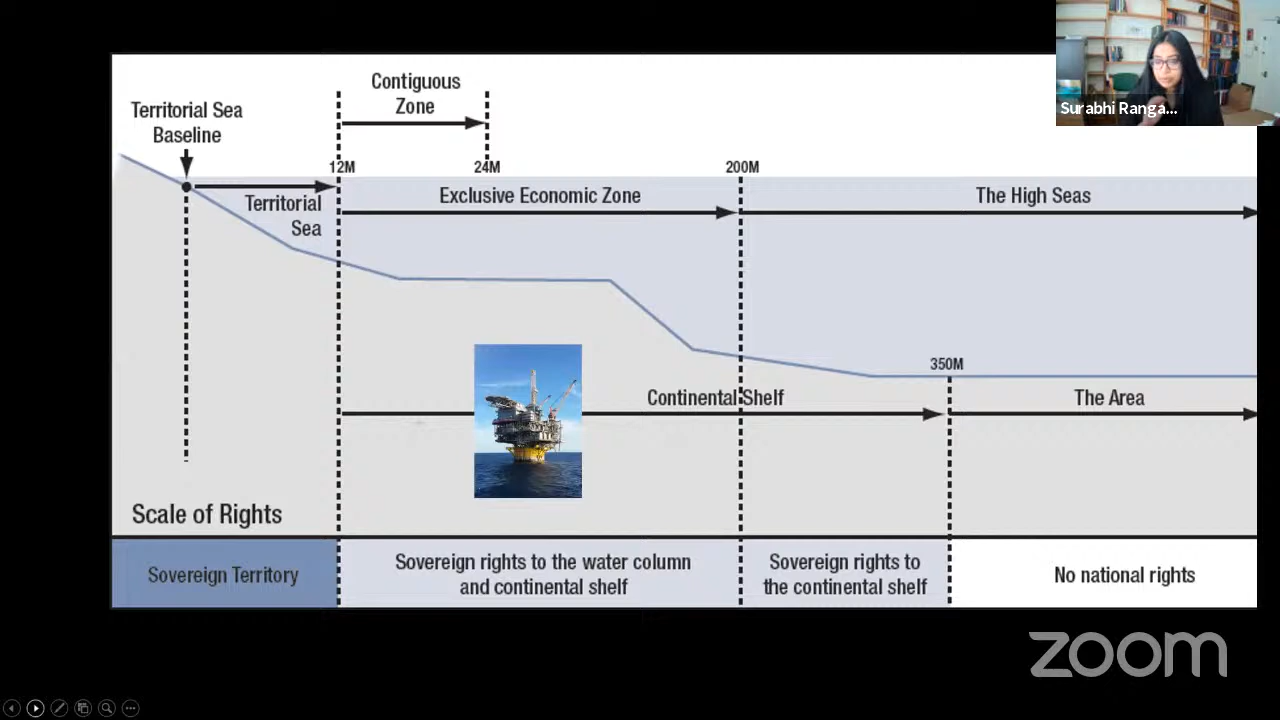 Contiguous
Zone
Territorial Sea
Baseline
12M
24M
200M
Territorial
Sea
Exclusive Economic Zone
The High Seas
350M
Continental Shelf
The Area
Scale of Rights
Sovereign Territory
Sovereign rights to the water column
and continental shelf
Sovereign rights to
the continental shelf
No national rights
Surabhi Ranga...
zoom